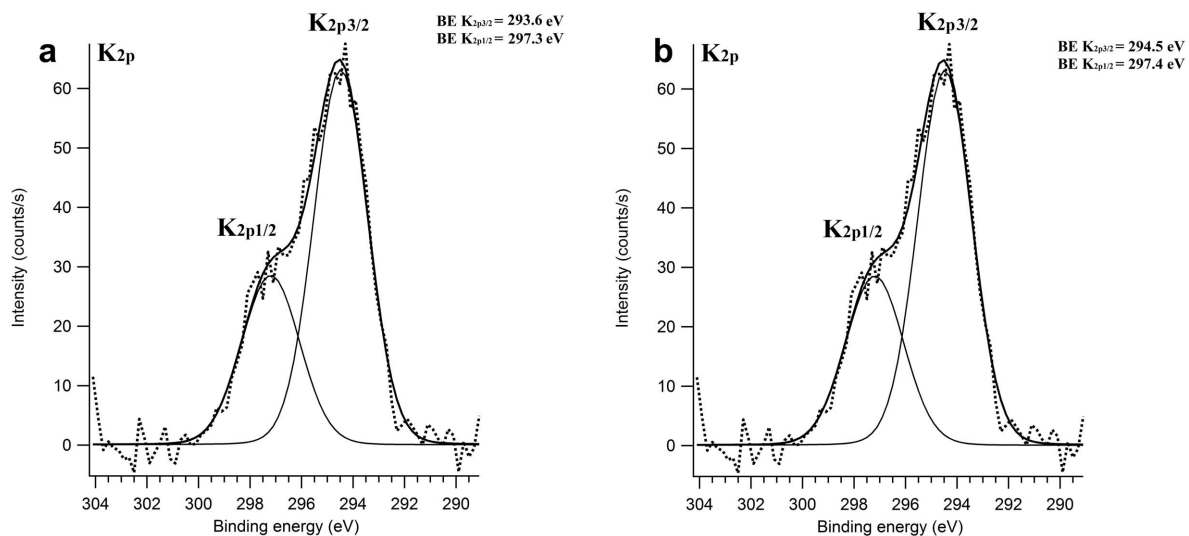 a
K2p
K2p3/2
BE K2p3/2 = 293.6 eV
BE K2p1/2 = 297.3 eV
K2p1/2
Intensity (counts/s)
60
50
40
30
20
10
0
304 302 300 298 296 294 292 290
Binding energy (eV)
b
K2p
K2p3/2
BE K2p3/2 = 294.5 eV
BE K2p1/2 = 297.4 eV
K2p1/2
Intensity (counts/s)
60
50
40
30
20
10
0
304 302 300 298 296 294 292 290
Binding energy (eV)